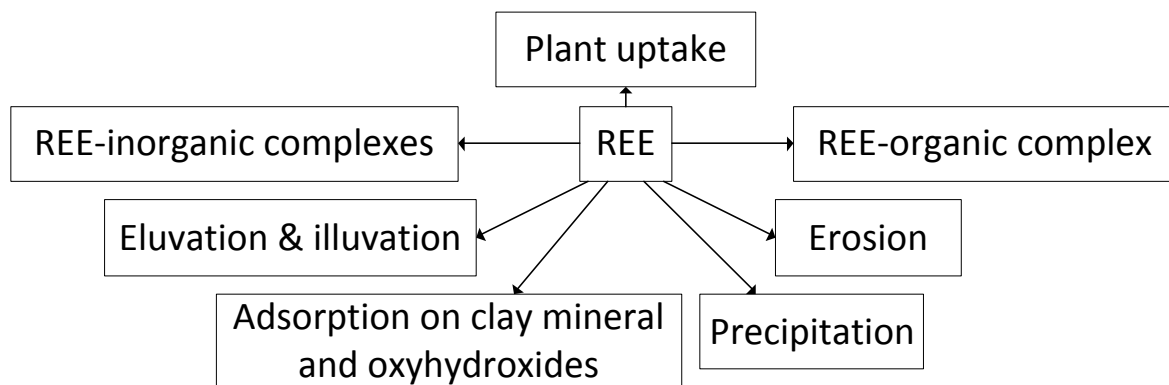 Plant uptake
REE-inorganic complexes
REE
REE-organic complex
Eluvation & illuvation
Erosion
Adsorption on clay mineral
and oxyhydroxides
Precipitation